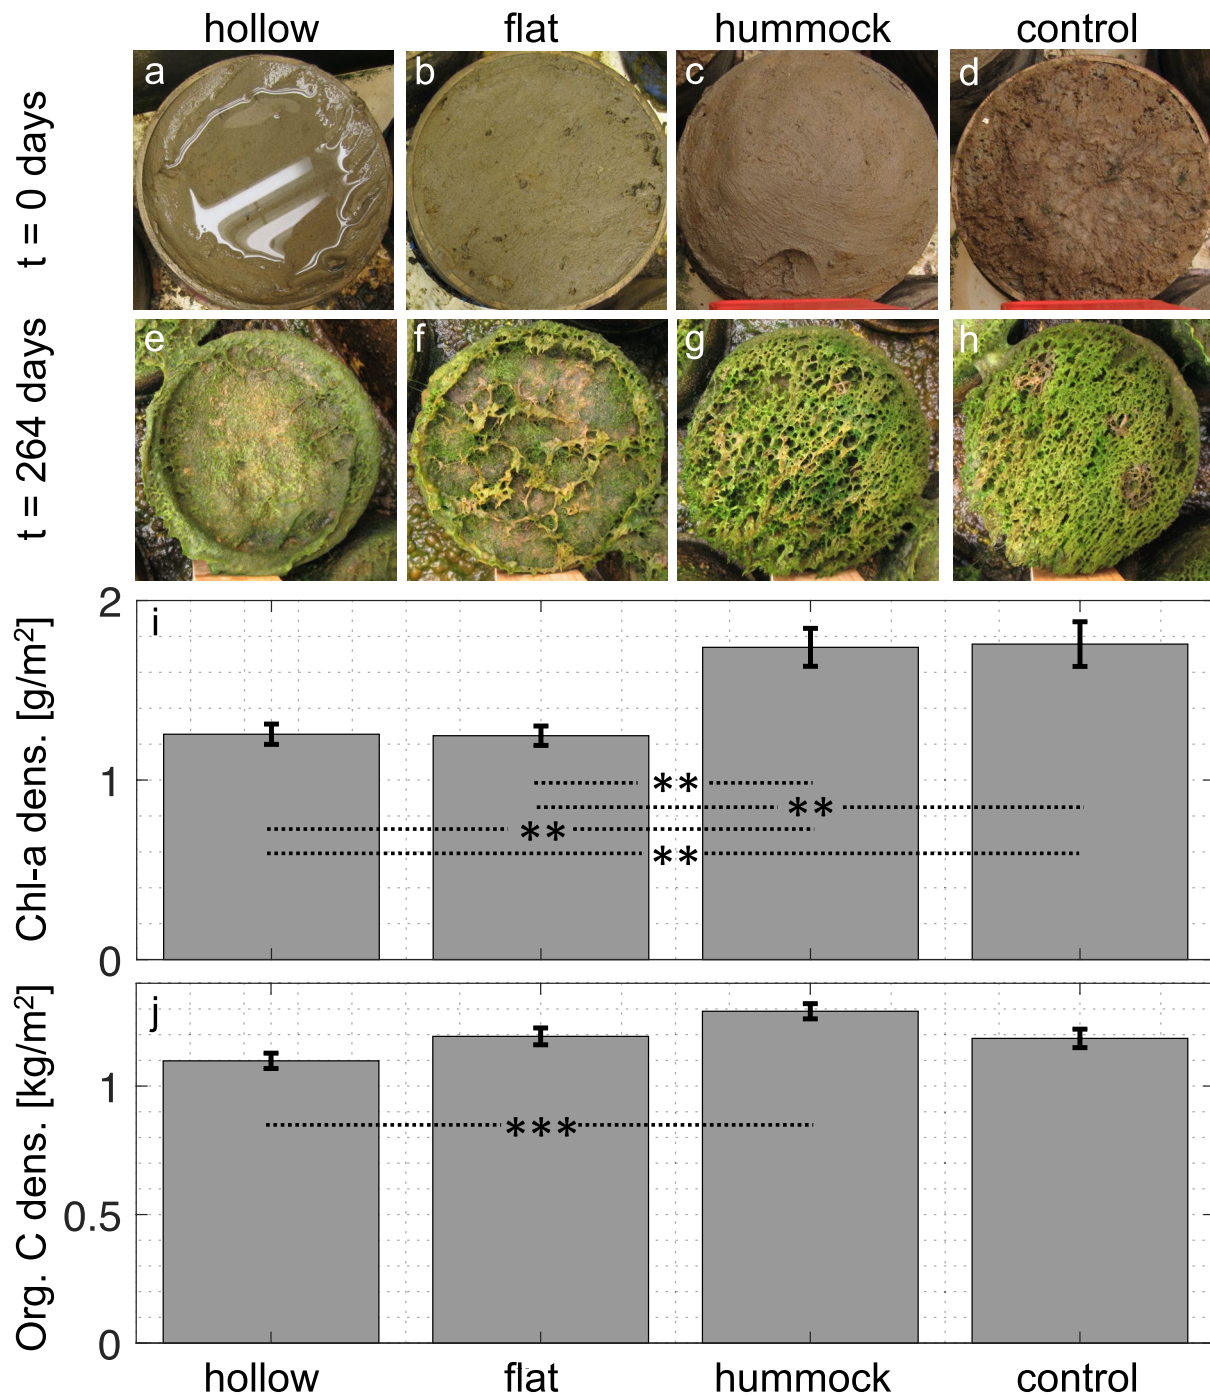 hollow flat hummock control
t = 0 days
a b c d
t = 264 days
e f g h
Chl-a dens. [g/m²]
i
2
1
0
**
**
**
**
Org. C dens. [kg/m²]
j
1
0.5
0
***
hollow flat hummock control